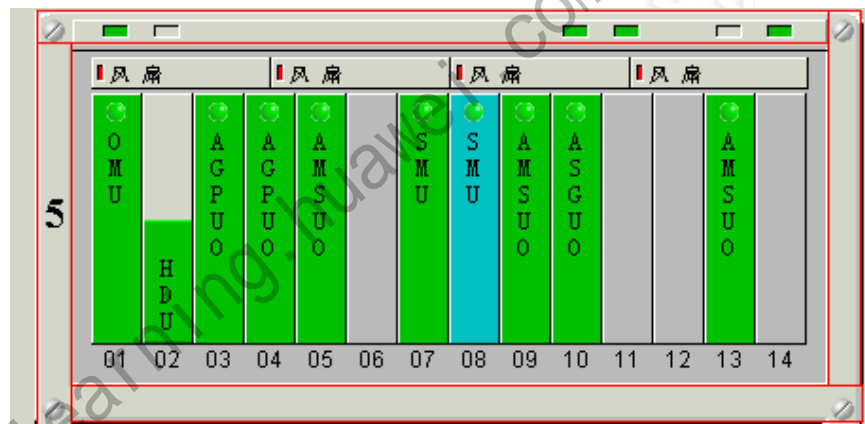 风扇 风扇 风扇 风扇
OMU
HDU
AGPUO
AGPUO
AMSUO
SMU
SMU
AMSUO
ASGUO
AMSUO
5
01 02 03 04 05 06 07 08 09 10 11 12 13 14
learning.huawei.com